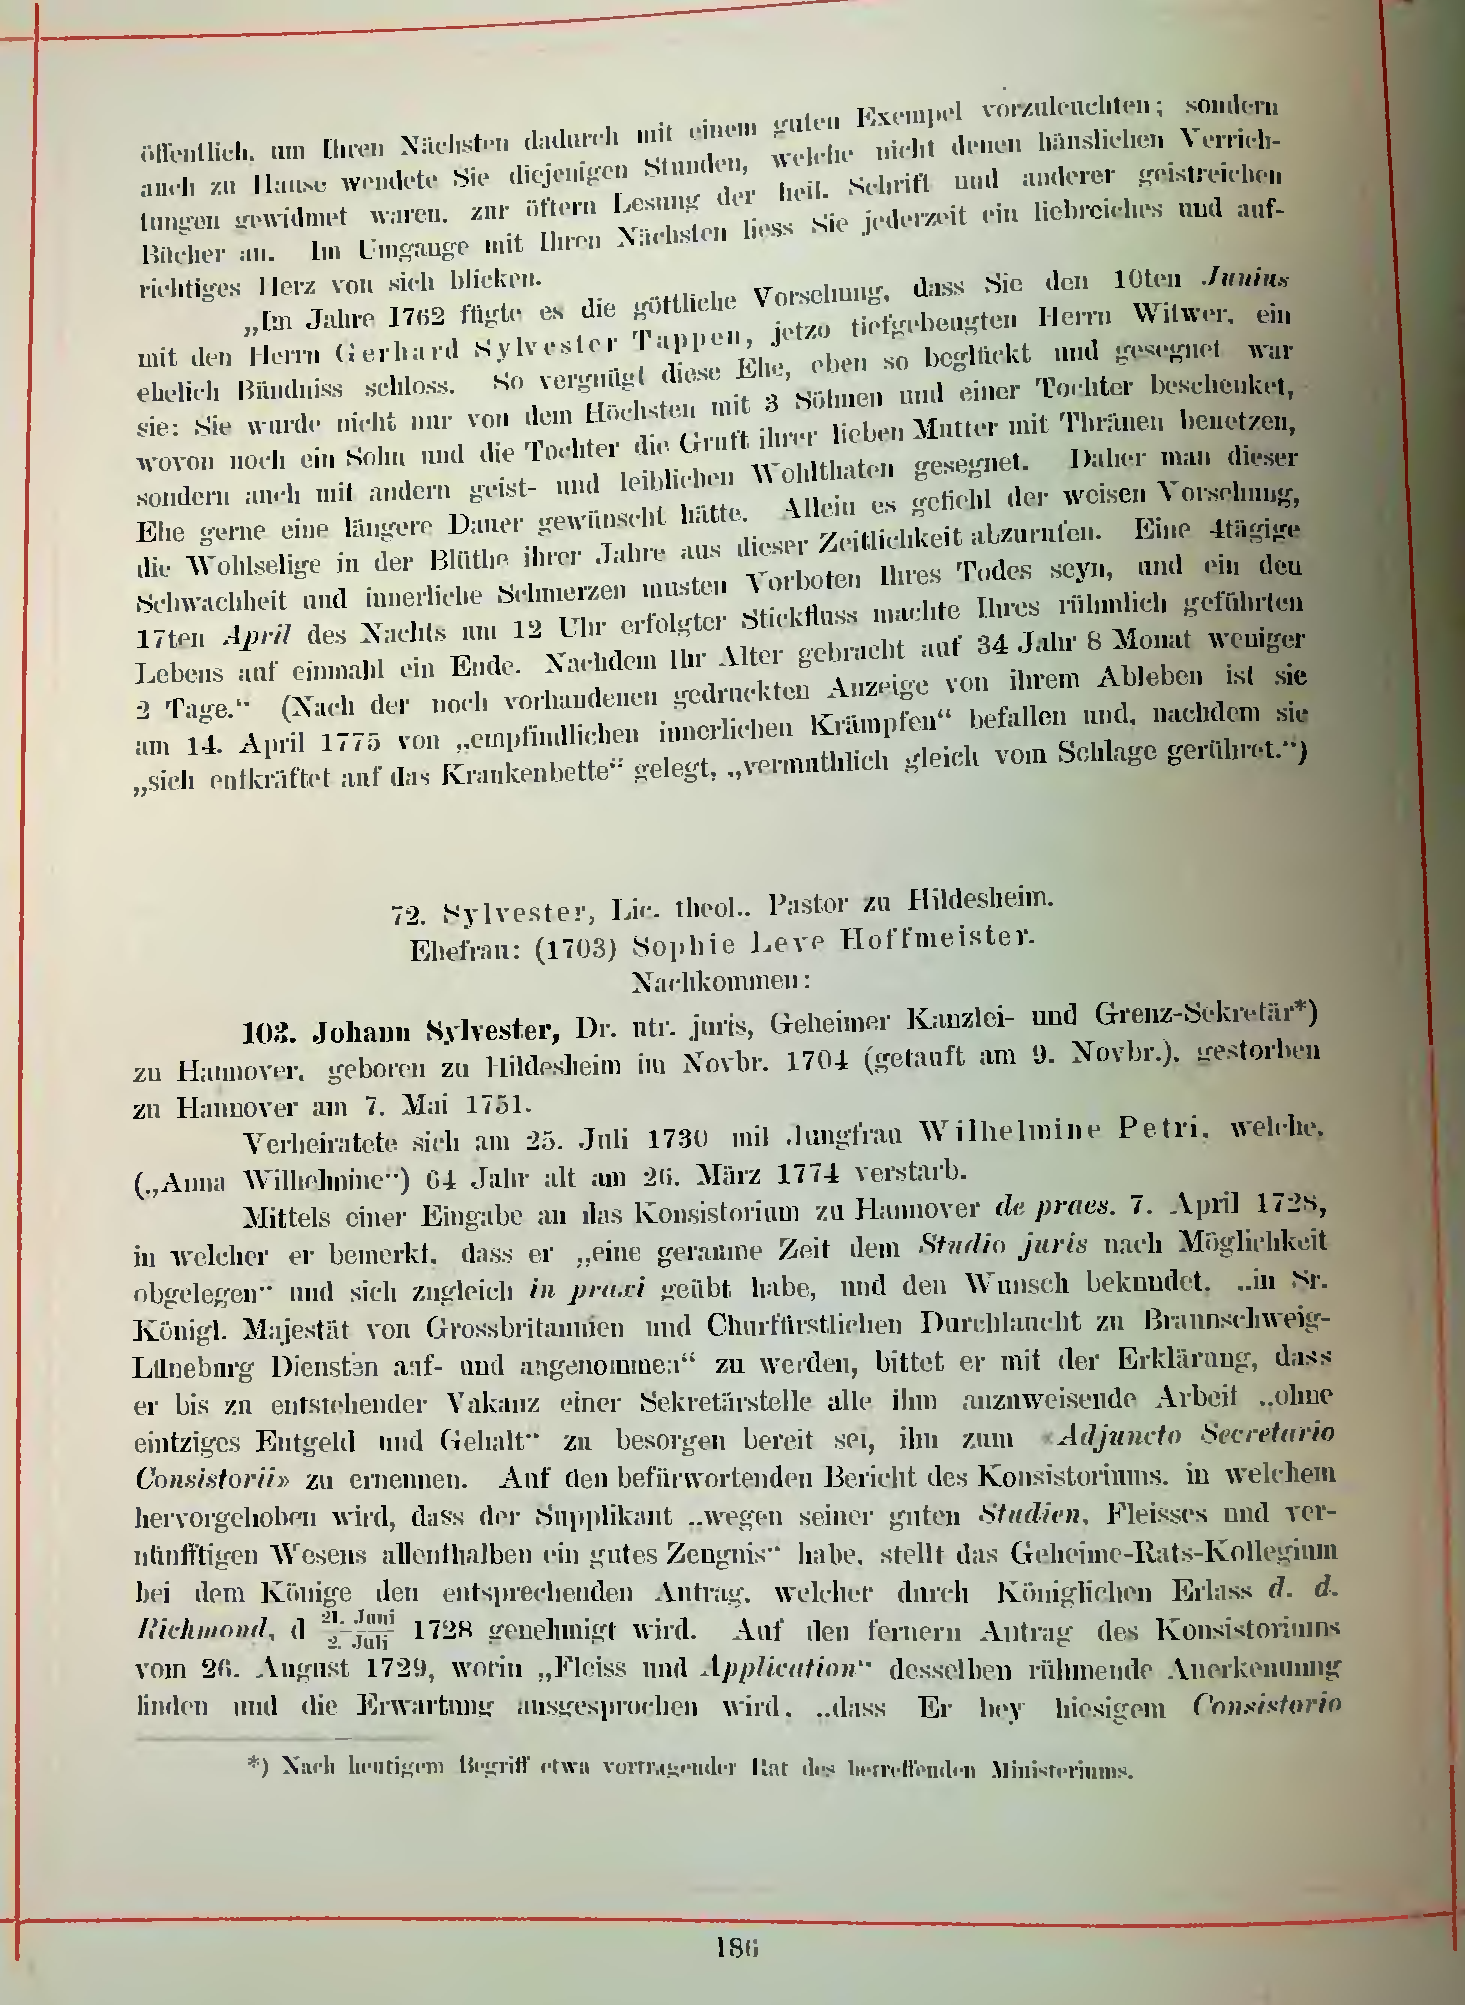 öffentlich, um Ihren Nächsten dadurch mit einem guten Exempel vorzuleuchten; sondern
auch zu Hause wendete Sie diejenigen Stunden, welche nicht denen häuslichen Verrich-
tungen gewidmet waren, zur öftern Lesung der heil. Schrift und anderer geistreichen
Bücher an. Im Umgange mit Ihren Nächsten liess Sie jederzeit ein liebreiches und auf-
richtiges Herz von sich blicken.
„Im Jahre 1762 fügte es die göttliche Vorsehung, dass Sie den 10ten Junius
mit den Herrn Gerhard Sylvester Tappen, jetzo tiefgebeugten Herrn Witwer, ein
ehelich Bündniss schloss. So vergnügt diese Ehe, eben so beglückt und gesegnet war
sie: Sie wurde nicht nur von dem Höchsten mit 3 Söhnen und einer Tochter beschenket,
wovon noch ein Sohn und die Tochter die Gruft ihrer lieben Mutter mit Thränen benetzen,
sondern auch mit andern geist- und leiblichen Wohlthaten gesegnet. Daher man dieser
Ehe gerne eine längere Dauer gewünscht hätte. Allein es gefiehl der weisen Vorsehung,
die Wohlselige in der Blüthe ihrer Jahre aus dieser Zeitlichkeit abzurufen. Eine 4tägige
Schwachheit und innerliche Schmerzen musten Vorboten Ihres Todes seyn, und ein den
17ten April des Nachts um 12 Uhr erfolgter Stickfluss machte Ihres rühmlich geführten
Lebens auf einmahl ein Ende. Nachdem Ihr Alter gebracht auf 34 Jahr 8 Monat weniger
2 Tage.“ (Nach der noch vorhandenen gedruckten Anzeige von ihrem Ableben ist sie
am 14. April 1775 von „empfindlichen innerlichen Krämpfen“ befallen und, nachdem sie
„sich entkräftet auf das Krankenbette“ gelegt, „vermuthlich gleich vom Schlage gerühret.“)
72. Sylvester, Lic. theol., Pastor zu Hildesheim.
Ehefrau: (1703) Sophie Leve Hoffmeister.
Nachkommen:
103. Johann Sylvester, Dr. utr. juris, Geheimer Kanzlei- und Grenz-Sekretär*)
zu Hannover, geboren zu Hildesheim im Novbr. 1704 (getauft am 9. Novbr.), gestorben
zu Hannover am 7. Mai 1751.
Verheiratete sich am 25. Juli 1730 mit Jungfrau Wilhelmine Petri, welche,
(„Anna Wilhelmine“) 64 Jahr alt am 26. März 1774 verstarb.
Mittels einer Eingabe an das Konsistorium zu Hannover de praes. 7. April 1728,
in welcher er bemerkt, dass er „eine geraume Zeit dem Studio juris nach Möglichkeit
obgelegen“ und sich zugleich in praxi geübt habe, und den Wunsch bekundet, „in Sr.
Königl. Majestät von Grossbritannien und Churfürstlichen Durchlaucht zu Braunschweig-
Lüneburg Diensten auf- und angenommen“ zu werden, bittet er mit der Erklärung, dass
er bis zu entstehender Vakanz einer Sekretärstelle alle ihm anzuweisende Arbeit „ohne
eintziges Entgeld und Gehalt“ zu besorgen bereit sei, ihn zum «Adjuncto Secretario
Consistorii» zu ernennen. Auf den befürwortenden Bericht des Konsistoriums, in welchem
hervorgehoben wird, dass der Supplikant „wegen seiner guten Studien, Fleisses und ver-
nünfftigen Wesens allenthalben ein gutes Zeugnis“ habe, stellt das Geheime-Rats-Kollegium
bei dem Könige den entsprechenden Antrag, welcher durch Königlichen Erlass d. d.
Richmond, d 21. Juni/2. Juli 1728 genehmigt wird. Auf den fernern Antrag des Konsistoriums
vom 26. August 1729, worin „Fleiss und Application“ desselben rühmende Anerkennung
finden und die Erwartung ausgesprochen wird, „dass Er bey hiesigem Consistorio
*) Nach heutigem Begriff etwa vortragender Rat des betreffenden Ministeriums.
186